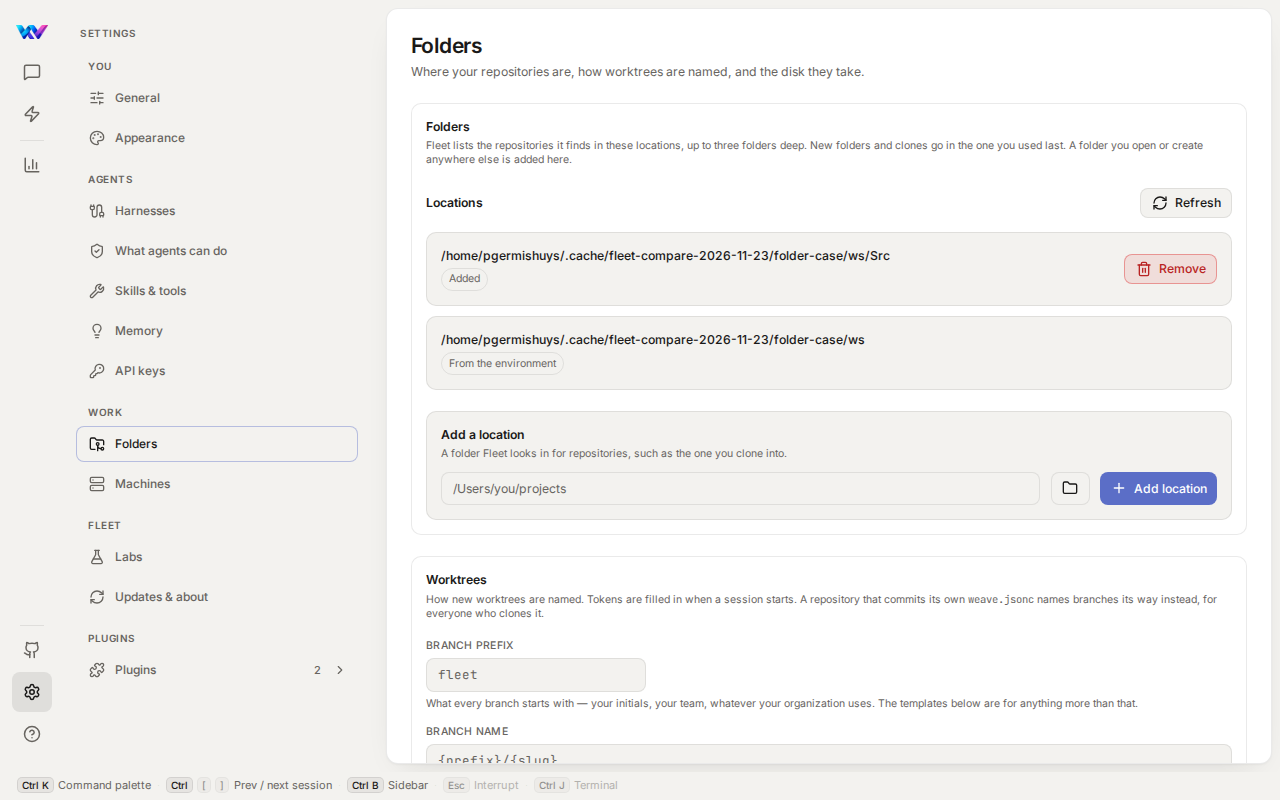 SETTINGS
YOU
General
Appearance
AGENTS
Harnesses
What agents can do
Skills & tools
Memory
API keys
WORK
Folders
Machines
FLEET
Labs
Updates & about
PLUGINS
Plugins 2
Folders
Where your repositories are, how worktrees are named, and the disk they take.
Folders
Fleet lists the repositories it finds in these locations, up to three folders deep. New folders and clones go in the one you used last. A folder you open or create
anywhere else is added here.
Locations
Refresh
/home/pgermishuys/.cache/fleet-compare-2026-11-23/folder-case/ws/Src
Added
Remove
/home/pgermishuys/.cache/fleet-compare-2026-11-23/folder-case/ws
From the environment
Add a location
A folder Fleet looks in for repositories, such as the one you clone into.
/Users/you/projects
Add location
Worktrees
How new worktrees are named. Tokens are filled in when a session starts. A repository that commits its own weave.jsonc names branches its way instead, for
everyone who clones it.
BRANCH PREFIX
fleet
What every branch starts with — your initials, your team, whatever your organization uses. The templates below are for anything more than that.
BRANCH NAME
{prefix}/{slug}
Ctrl K Command palette Ctrl [ ] Prev / next session Ctrl B Sidebar Esc Interrupt Ctrl J Terminal